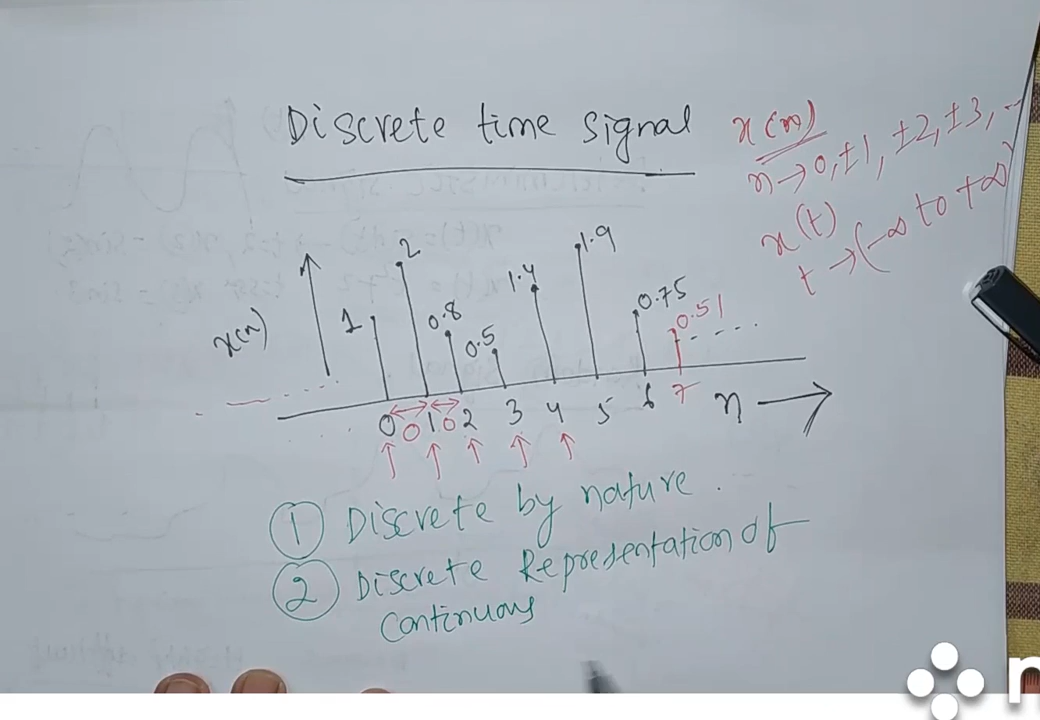 Discrete time signal
x(n)
n→0,±1,±2,±3,--
x(t)
t→(-∞ to +∞)
x(n)
1
2
0.8
0.5
1.4
1.9
0.75
0.51
0 0 1 0 2 3 4 5 6 7 n
① Discrete by nature.
② Discrete Representation of
Continuous